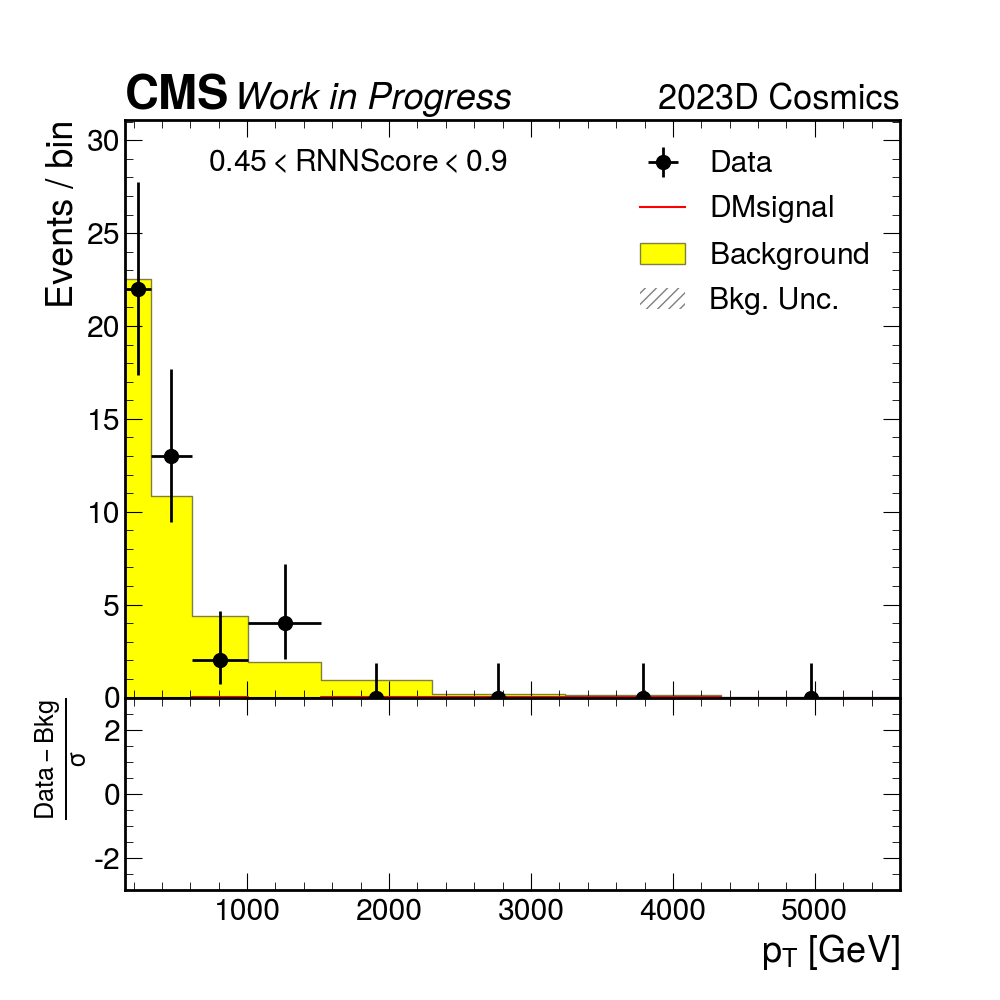 CMS Work in Progress
2023D Cosmics
Events / bin
30
25
20
15
10
5
0
0.45 < RNNScore < 0.9
Data
DMsignal
Background
Bkg. Unc.
Data − Bkg
σ
2
0
-2
1000 2000 3000 4000 5000
pT [GeV]